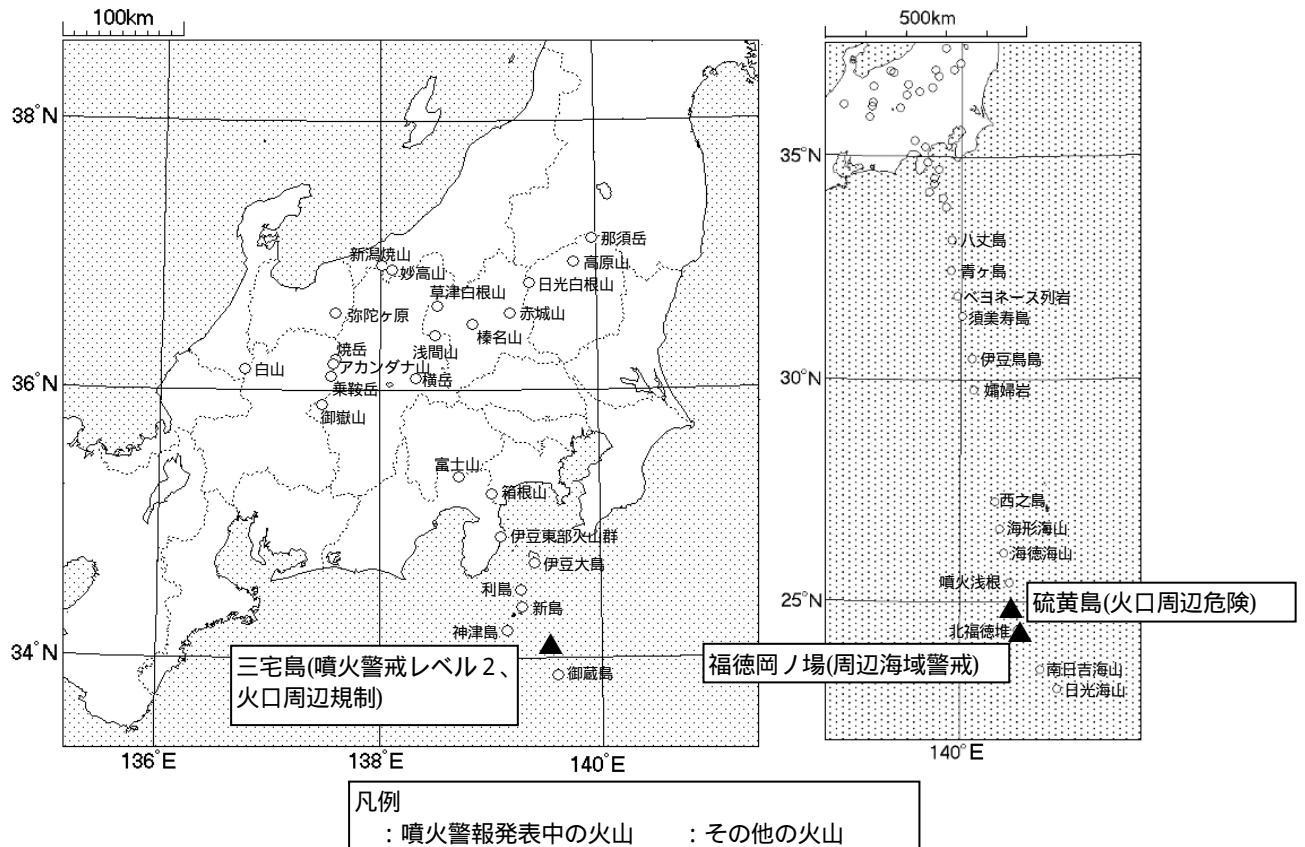 100km
38°N
36°N
34°N
136°E
138°E
140°E
那須岳
高原山
日光白根山
新潟焼山
妙高山
草津白根山
赤城山
弥陀ヶ原
榛名山
浅間山
焼岳
アカンダナ山
白山
横岳
乗鞍岳
御嶽山
富士山
箱根山
伊豆東部火山群
伊豆大島
利島
新島
神津島
御蔵島
三宅島(噴火警戒レベル2、
火口周辺規制)
500km
35°N
30°N
25°N
140°E
八丈島
青ヶ島
ベヨネース列岩
須美寿島
伊豆鳥島
孀婦岩
西之島
海形海山
海徳海山
噴火浅根
硫黄島(火口周辺危険)
北福徳堆
福徳岡ノ場(周辺海域警戒)
南日吉海山
日光海山
凡例
:噴火警報発表中の火山 :その他の火山